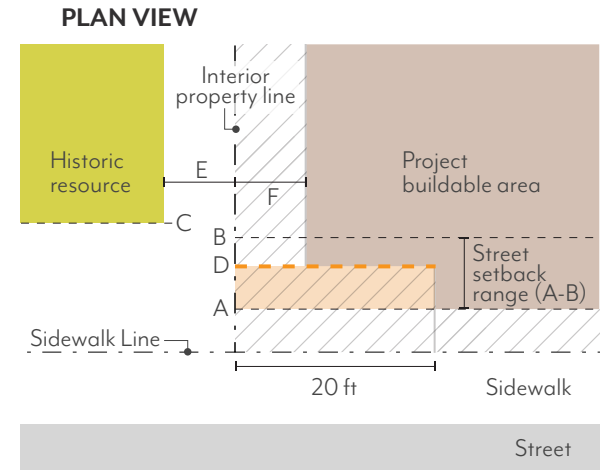 PLAN VIEW
Interior
property line
Historic
resource
E
F
Project
buildable area
C
B
D
A
Street
setback
range (A-B)
Sidewalk Line
20 ft
Sidewalk
Street